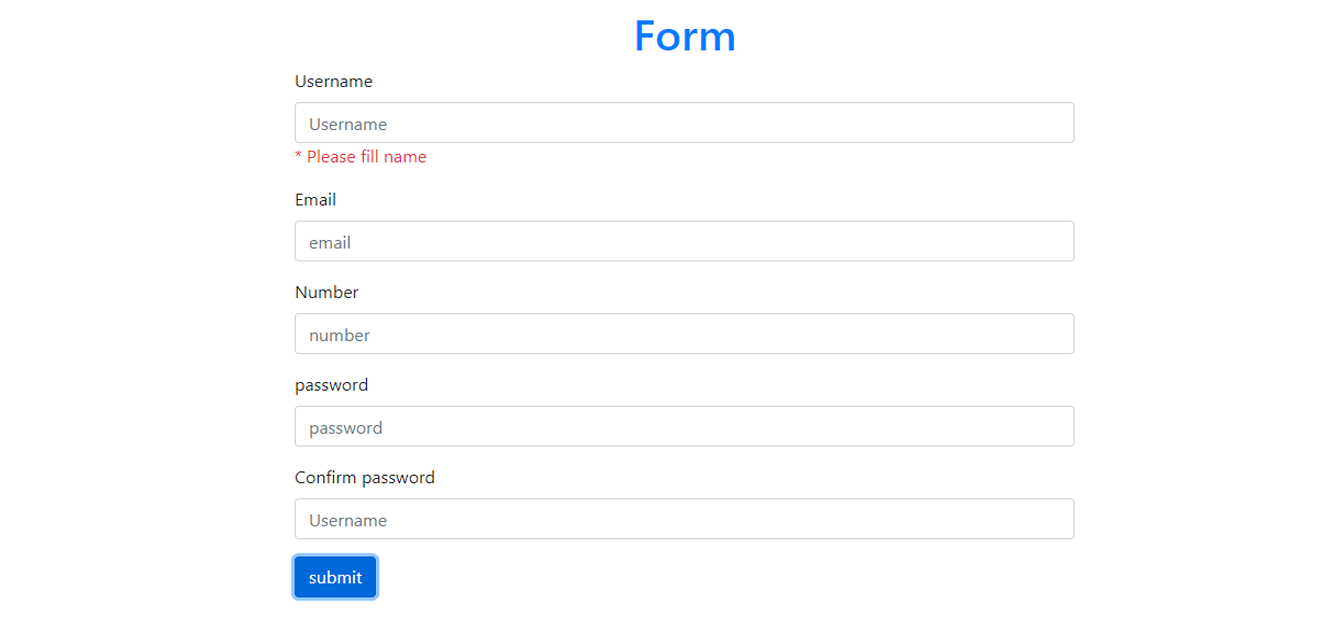 Form
Username
Username
* Please fill name
Email
email
Number
number
password
password
Confirm password
Username
submit